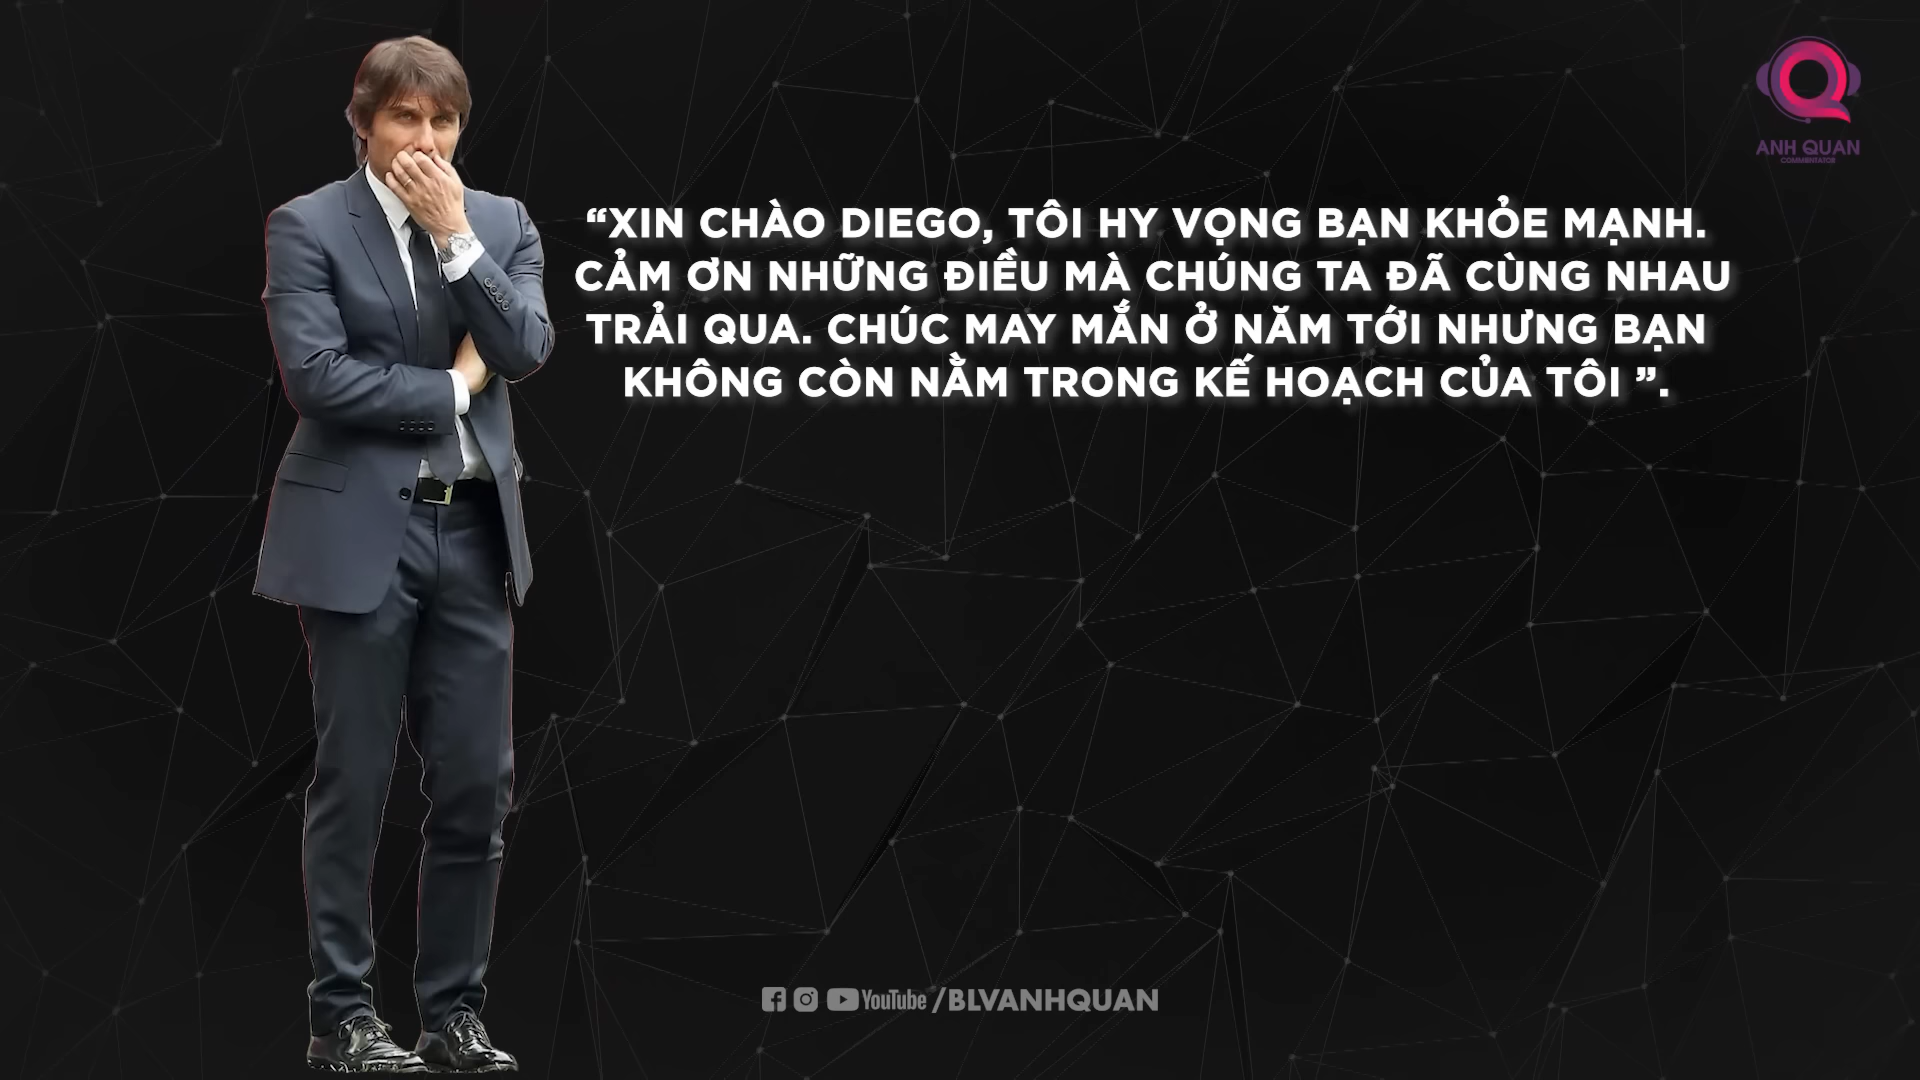 ANH QUAN
COMMENTATOR
“XIN CHÀO DIEGO, TÔI HY VỌNG BẠN KHỎE MẠNH.
CẢM ƠN NHỮNG ĐIỀU MÀ CHÚNG TA ĐÃ CÙNG NHAU
TRẢI QUA. CHÚC MAY MẮN Ở NĂM TỚI NHƯNG BẠN
KHÔNG CÒN NẰM TRONG KẾ HOẠCH CỦA TÔI ”.
YouTube /BLVANHQUAN